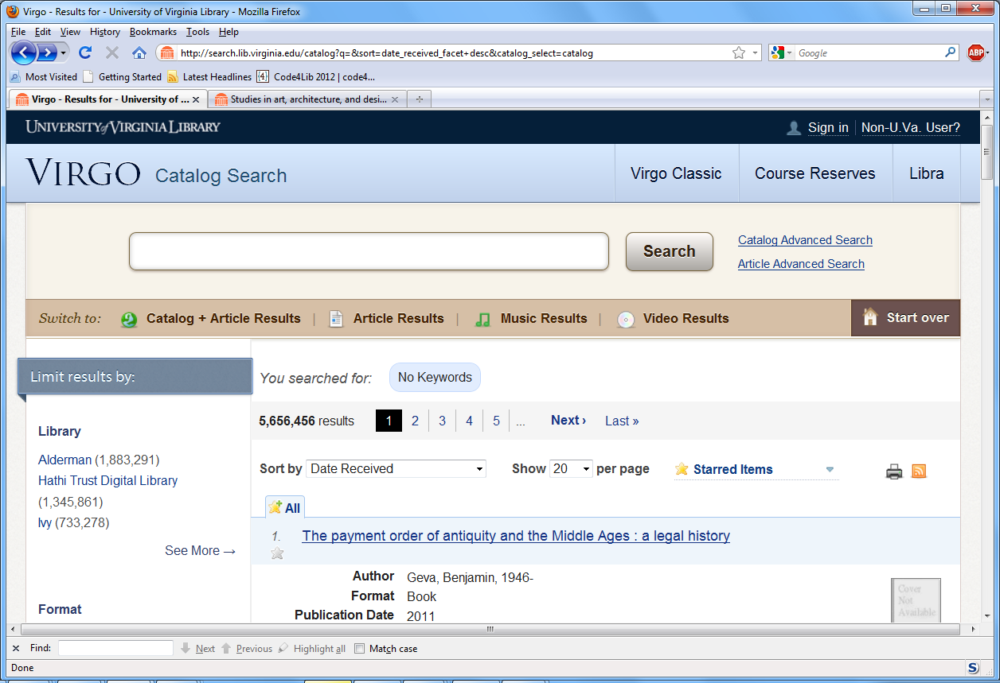 Virgo - Results for - University of Virginia Library - Mozilla Firefox
File Edit View History Bookmarks Tools Help
http://search.lib.virginia.edu/catalog?q=&sort=date_received_facet+desc&catalog_select=catalog Google ABP
Most Visited Getting Started Latest Headlines {4} Code4Lib 2012 | code4...
Virgo - Results for - University of ... Studies in art, architecture, and desi...
UNIVERSITY of VIRGINIA LIBRARY Sign in Non-U.Va. User?
VIRGO Catalog Search Virgo Classic Course Reserves Libra
Search Catalog Advanced Search
Article Advanced Search
Switch to: Catalog + Article Results | Article Results | Music Results | Video Results Start over
Limit results by: You searched for: No Keywords
5,656,456 results 1 2 3 4 5 ... Next › Last »
Library
Alderman (1,883,291)
Hathi Trust Digital Library
(1,345,861)
Ivy (733,278)
See More →
Format
Sort by Date Received Show 20 per page Starred Items
All
1. The payment order of antiquity and the Middle Ages : a legal history
Author Geva, Benjamin, 1946-
Format Book
Publication Date 2011
Cover
Not
Available
Find: Next Previous Highlight all Match case
Done S